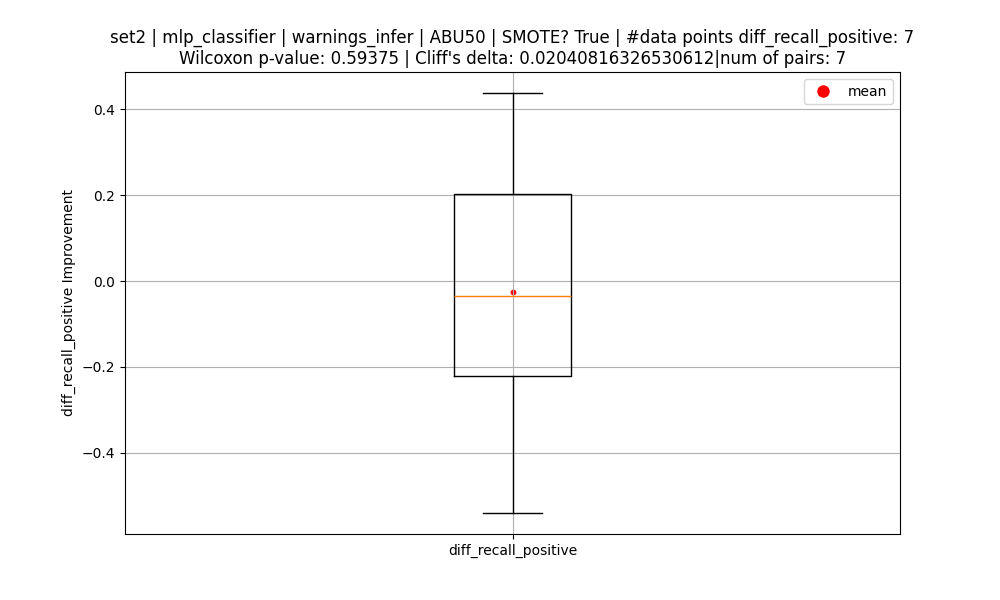 set2 | mlp_classifier | warnings_infer | ABU50 | SMOTE? True | #data points diff_recall_positive: 7
Wilcoxon p-value: 0.59375 | Cliff's delta: 0.02040816326530612|num of pairs: 7
mean
0.4
0.2
0.0
−0.2
−0.4
diff_recall_positive Improvement
diff_recall_positive